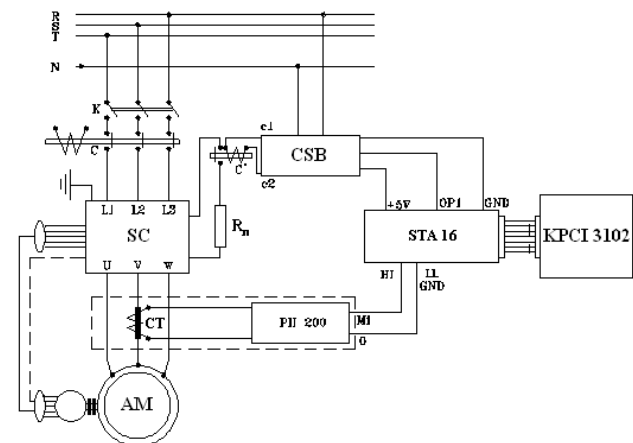 R
S
T
N
K
c1
CSB
C
C'
c2
+5V
OP1
GND
L1 L2 L3
SC
Rn
STA 16
KPCI 3102
U V W
HI
LL
GND
CT
PH 200
M1
0
AM